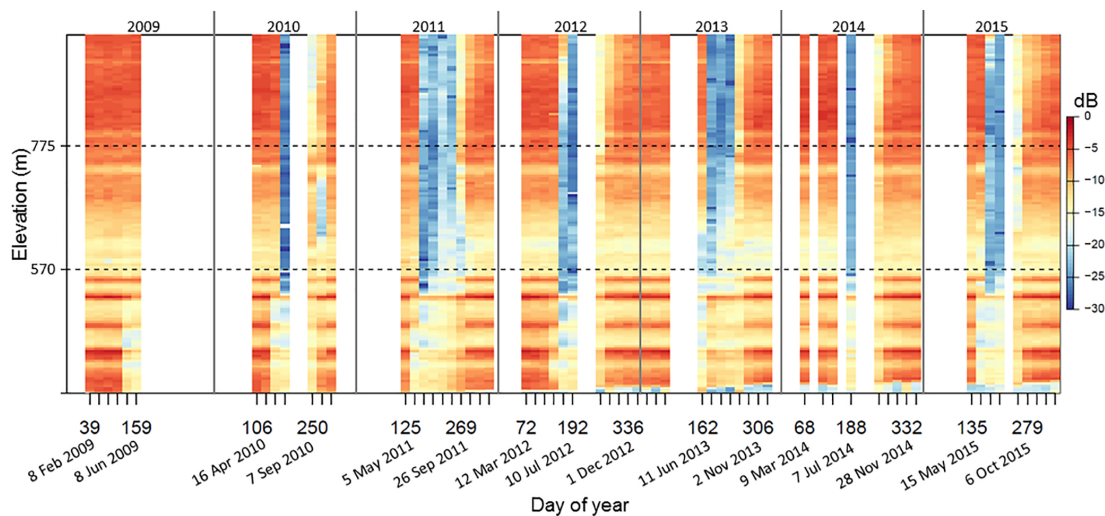 2009 2010 2011 2012 2013 2014 2015
dB
0
-5
-10
-15
-20
-25
-30
Elevation (m)
775
570
39 159 106 250 125 269 72 192 336 162 306 68 188 332 135 279
8 Feb 2009 8 Jun 2009 16 Apr 2010 7 Sep 2010 5 May 2011 26 Sep 2011 12 Mar 2012 10 Jul 2012 1 Dec 2012 11 Jun 2013 2 Nov 2013 9 Mar 2014 7 Jul 2014 28 Nov 2014 15 May 2015 6 Oct 2015
Day of year